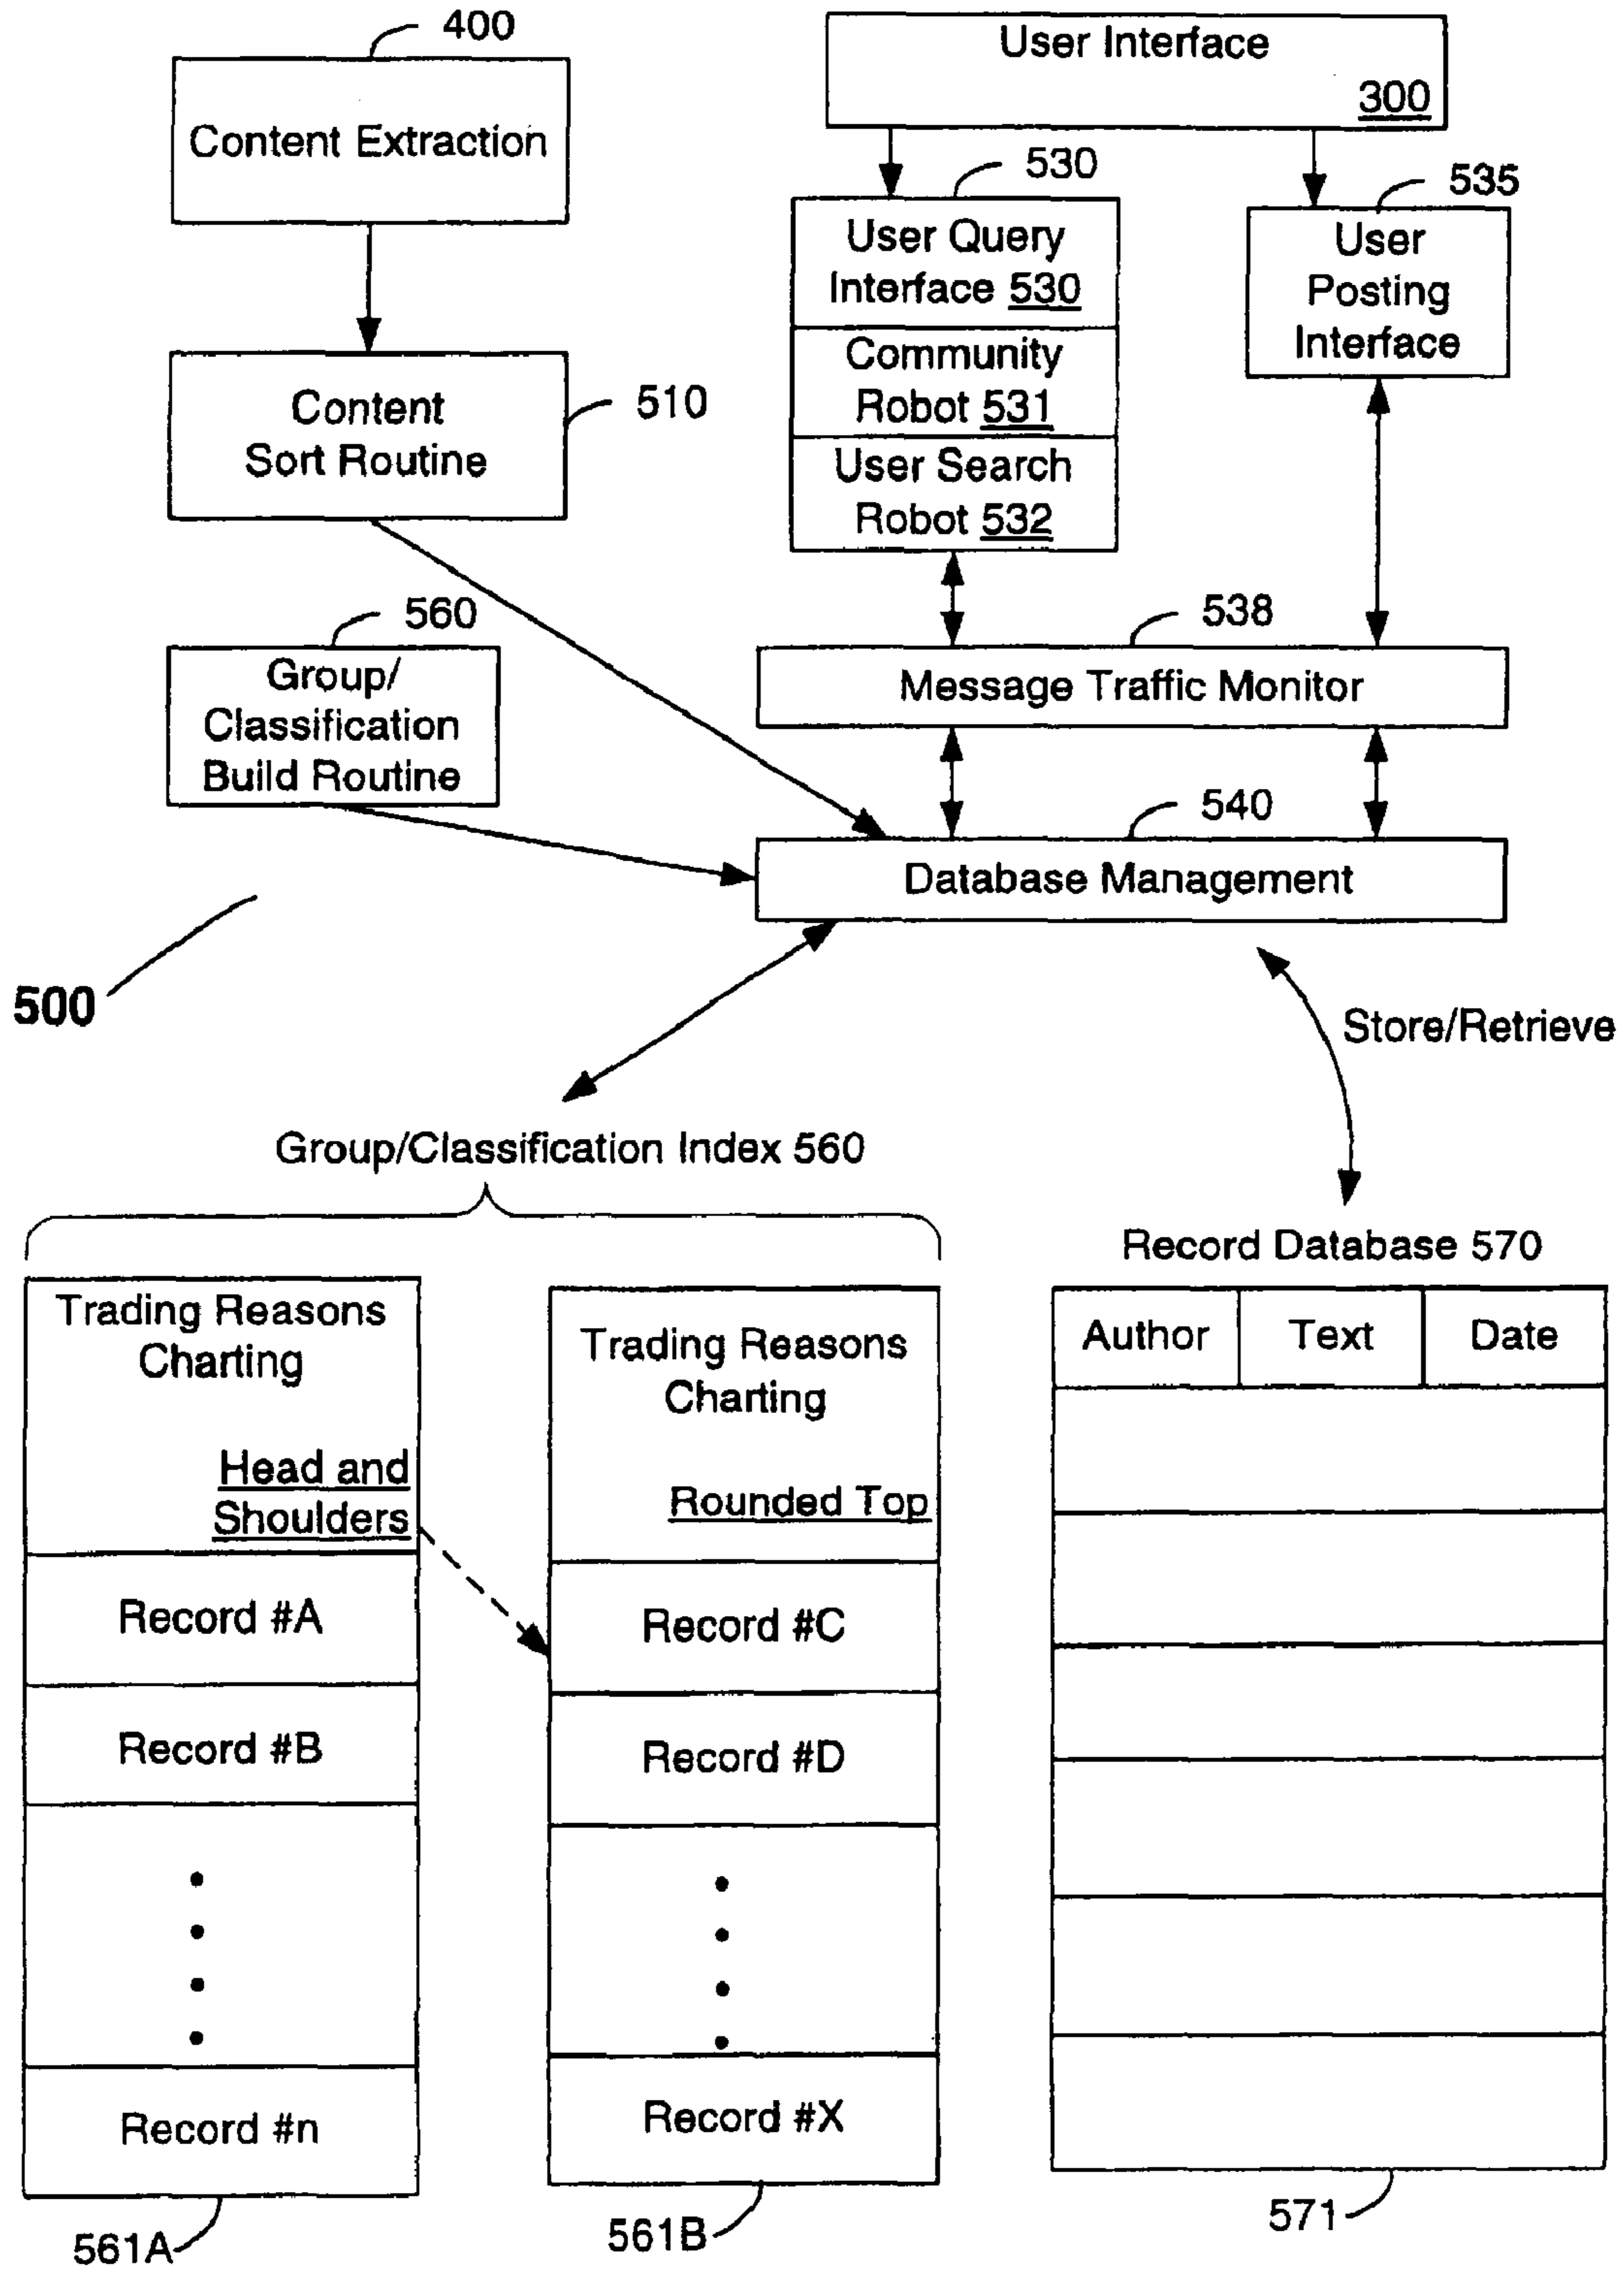 400
Content Extraction
User Interface
300
530
535
User Query
Interface 530
Community
Robot 531
User Search
Robot 532
User
Posting
Interface
Content
Sort Routine
510
560
Group/
Classification
Build Routine
538
Message Traffic Monitor
540
Database Management
500
Store/Retrieve
Group/Classification Index 560
Record Database 570
Trading Reasons
Charting
Head and
Shoulders
Record #A
Record #B
Record #n
561A
Trading Reasons
Charting
Rounded Top
Record #C
Record #D
Record #X
561B
Author
Text
Date
571